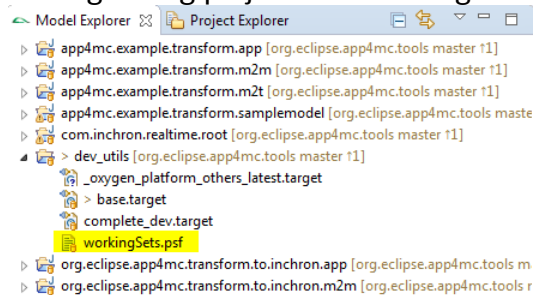 Model Explorer Project Explorer
app4mc.example.transform.app [org.eclipse.app4mc.tools master ↑1]
app4mc.example.transform.m2m [org.eclipse.app4mc.tools master ↑1]
app4mc.example.transform.m2t [org.eclipse.app4mc.tools master ↑1]
app4mc.example.transform.samplemodel [org.eclipse.app4mc.tools maste
com.inchron.realtime.root [org.eclipse.app4mc.tools master ↑1]
> dev_utils [org.eclipse.app4mc.tools master ↑1]
_oxygen_platform_others_latest.target
> base.target
complete_dev.target
workingSets.psf
org.eclipse.app4mc.transform.to.inchron.app [org.eclipse.app4mc.tools m
org.eclipse.app4mc.transform.to.inchron.m2m [org.eclipse.app4mc.tools r